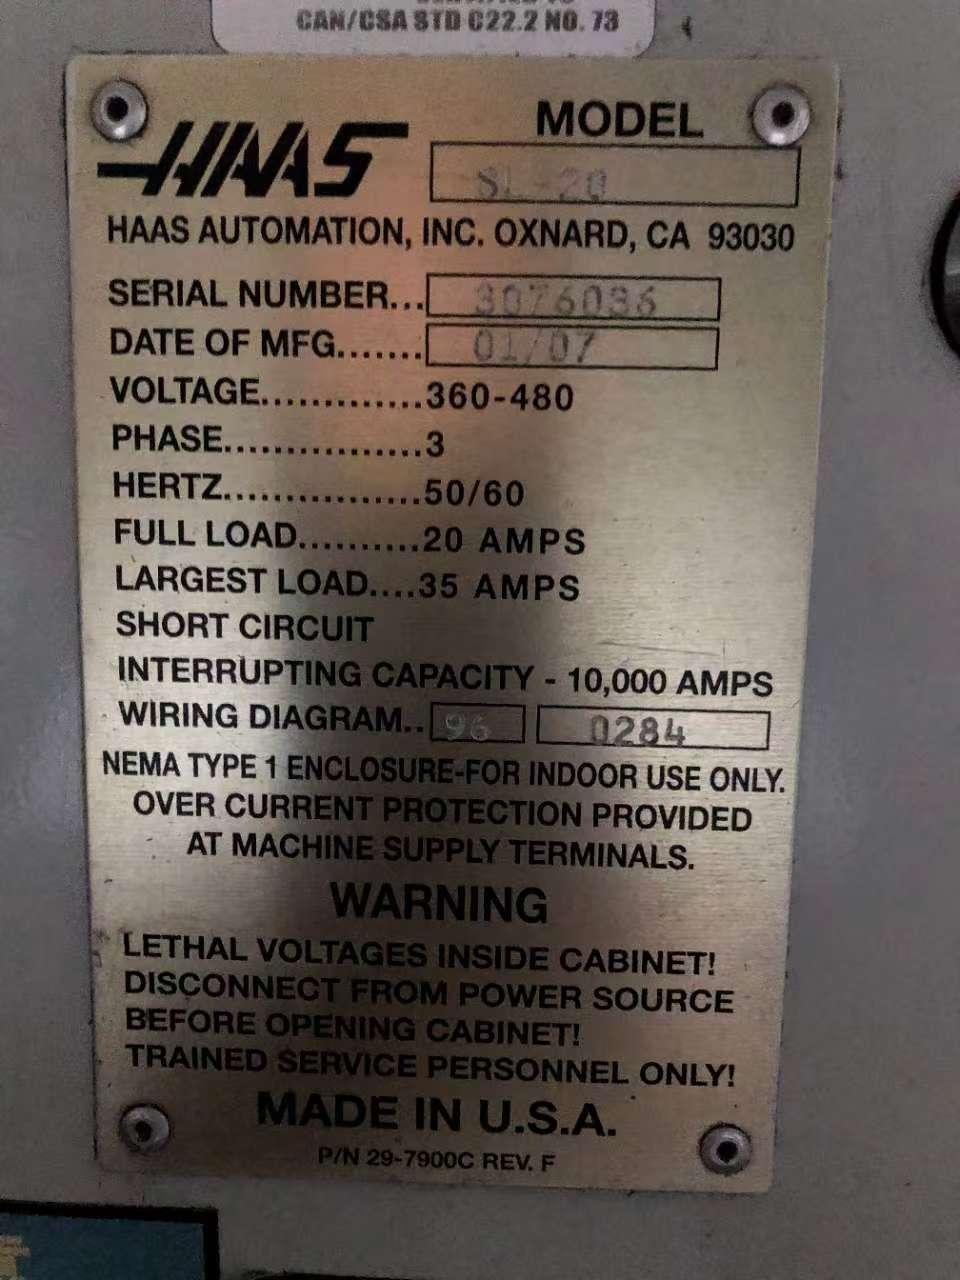 CAN/CSA STD C22.2 NO. 73
HAAS
MODEL
SL-20
HAAS AUTOMATION, INC. OXNARD, CA 93030
SERIAL NUMBER...3076036
DATE OF MFG.......01/07
VOLTAGE.............360-480
PHASE................3
HERTZ................50/60
FULL LOAD..........20 AMPS
LARGEST LOAD....35 AMPS
SHORT CIRCUIT
INTERRUPTING CAPACITY - 10,000 AMPS
WIRING DIAGRAM..96 0284
NEMA TYPE 1 ENCLOSURE-FOR INDOOR USE ONLY.
OVER CURRENT PROTECTION PROVIDED
AT MACHINE SUPPLY TERMINALS.
WARNING
LETHAL VOLTAGES INSIDE CABINET!
DISCONNECT FROM POWER SOURCE
BEFORE OPENING CABINET!
TRAINED SERVICE PERSONNEL ONLY!
MADE IN U.S.A.
P/N 29-7900C REV. F